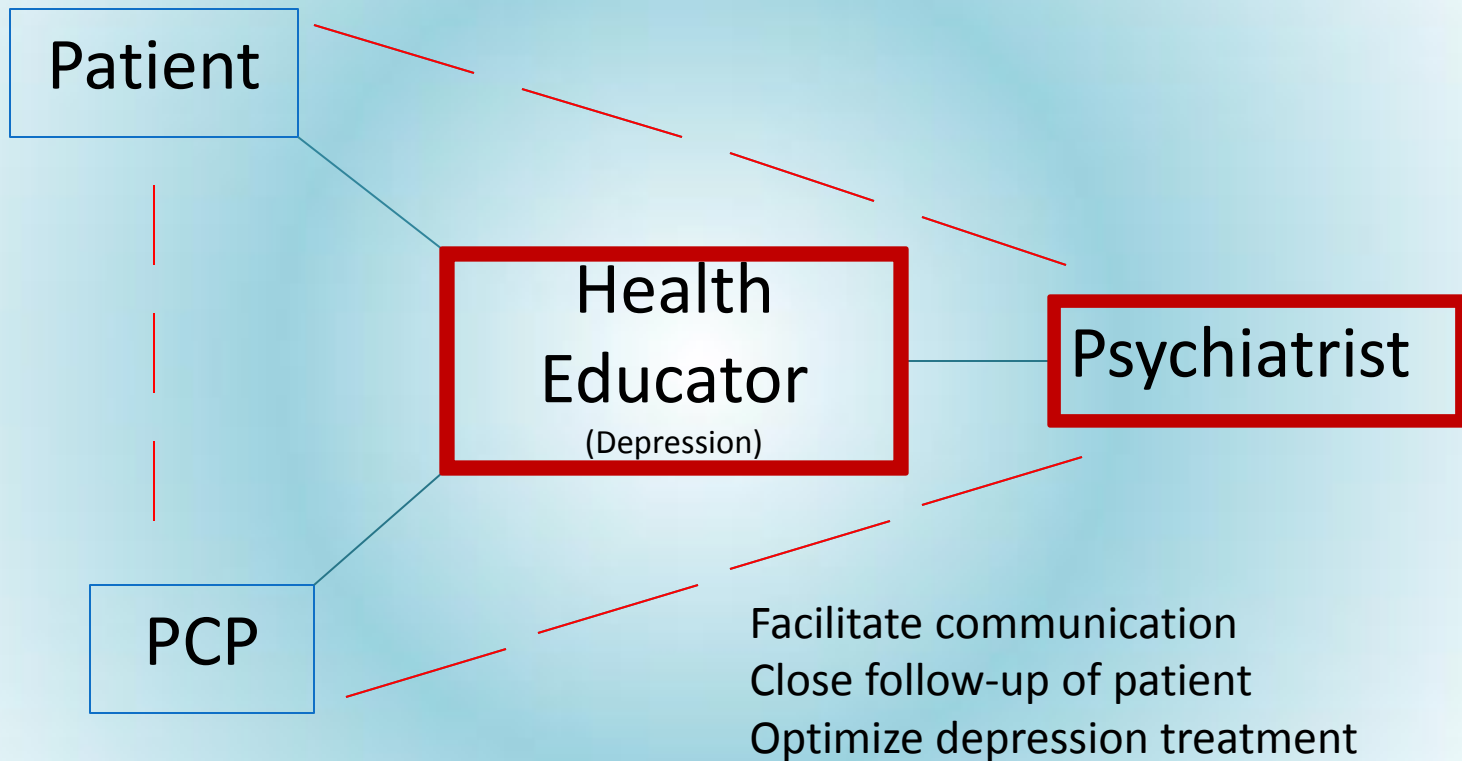 Patient
Health
Educator
(Depression)
Psychiatrist
PCP
Facilitate communication
Close follow-up of patient
Optimize depression treatment